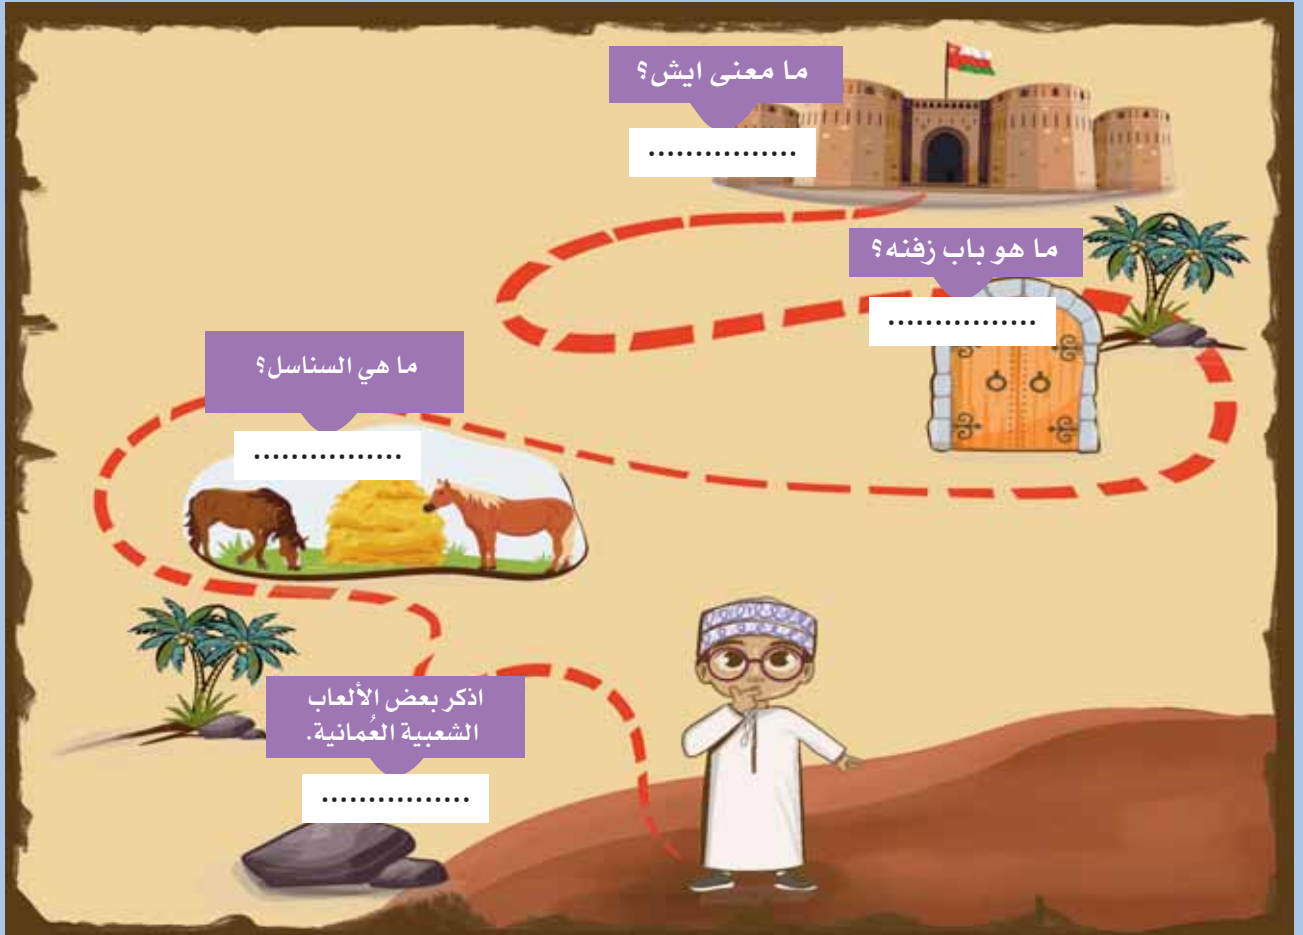 ما معنى ايش؟
................
ما هو باب زفنه؟
................
ما هي السناسل؟
................
اذكر بعض الألعاب
الشعبية العُمانية.
................